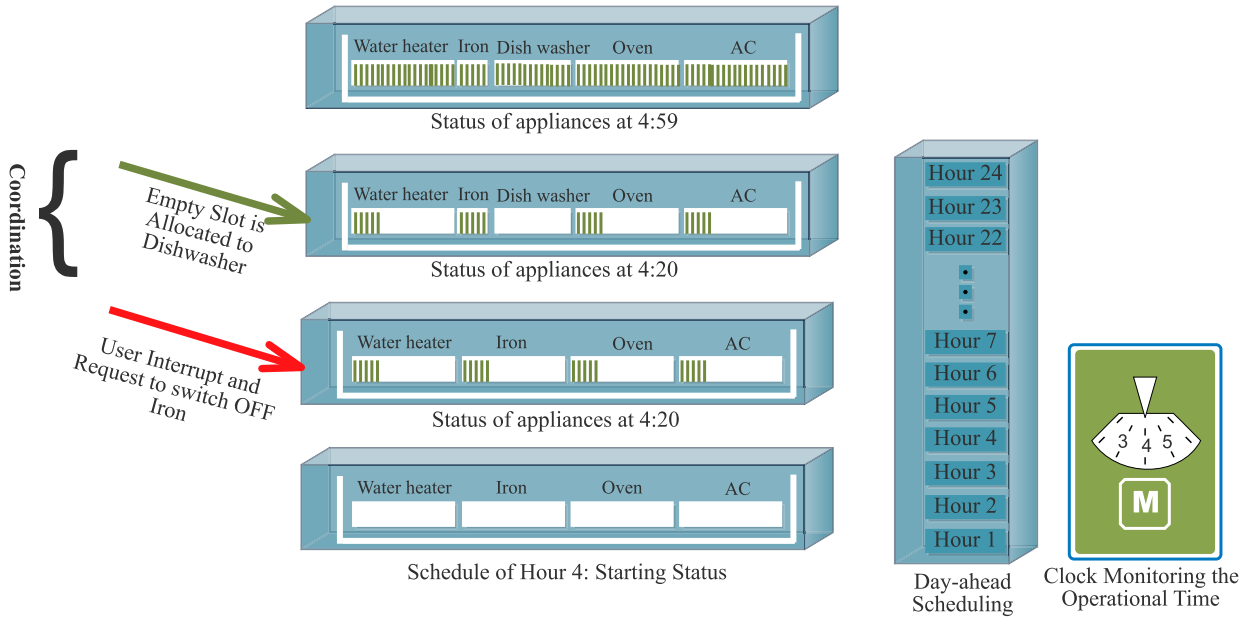 Water heater Iron Dish washer Oven AC
Status of appliances at 4:59
Coordination
Empty Slot is
Allocated to
Dishwasher
Water heater Iron Dish washer Oven AC
Status of appliances at 4:20
User Interrupt and
Request to switch OFF
Iron
Water heater Iron Oven AC
Status of appliances at 4:20
Water heater Iron Oven AC
Schedule of Hour 4: Starting Status
Hour 24
Hour 23
Hour 22
Hour 7
Hour 6
Hour 5
Hour 4
Hour 3
Hour 2
Hour 1
Day-ahead
Scheduling
3 4 5
M
Clock Monitoring the
Operational Time